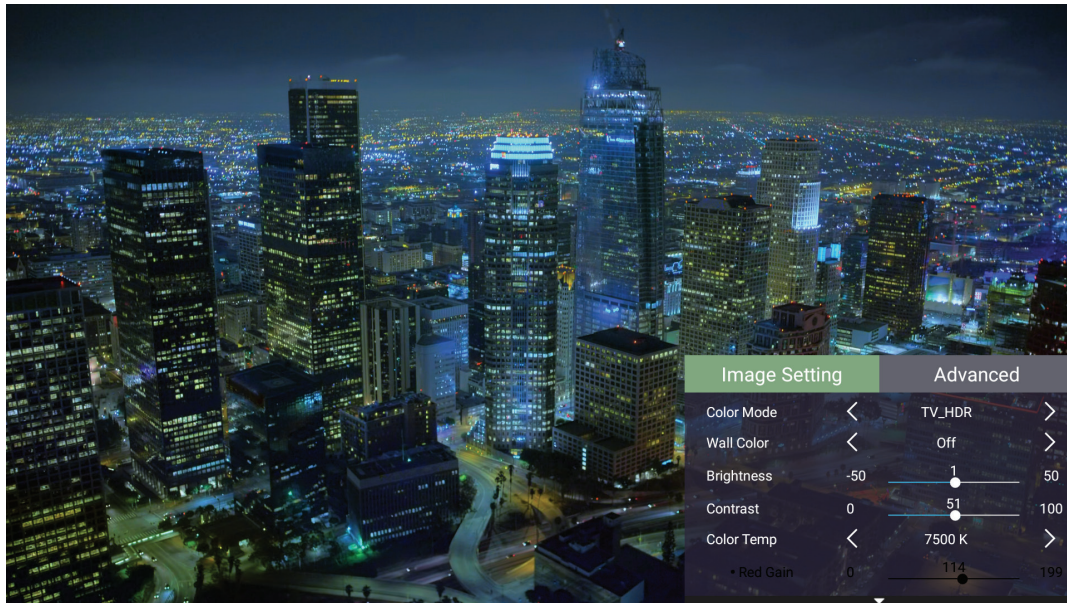 Image Setting Advanced
Color Mode TV_HDR
Wall Color Off
Brightness -50 1 50
Contrast 0 51 100
Color Temp 7500 K
• Red Gain 0 114 199